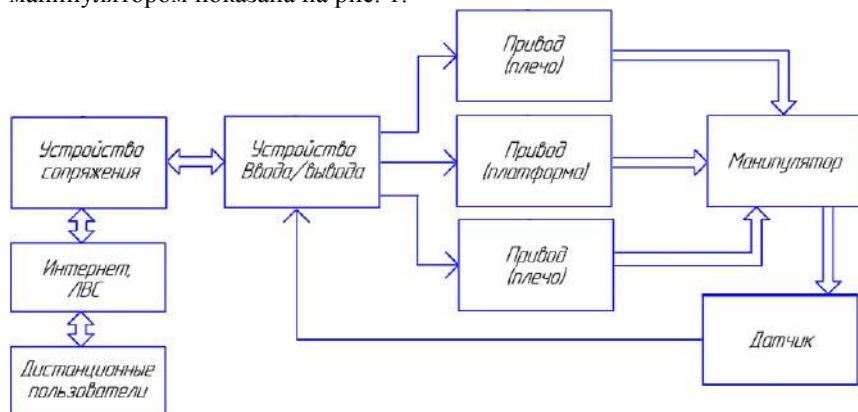 манипулятором показана на рис. 1.
Привод
(плечо)
Устройства
сопряжения
Устройство
Ввода/вывода
Привод
(платформа)
Манипулятор
Интернет,
ЛВС
Привод
(плечо)
Дистанционные
пользователи
Датчик